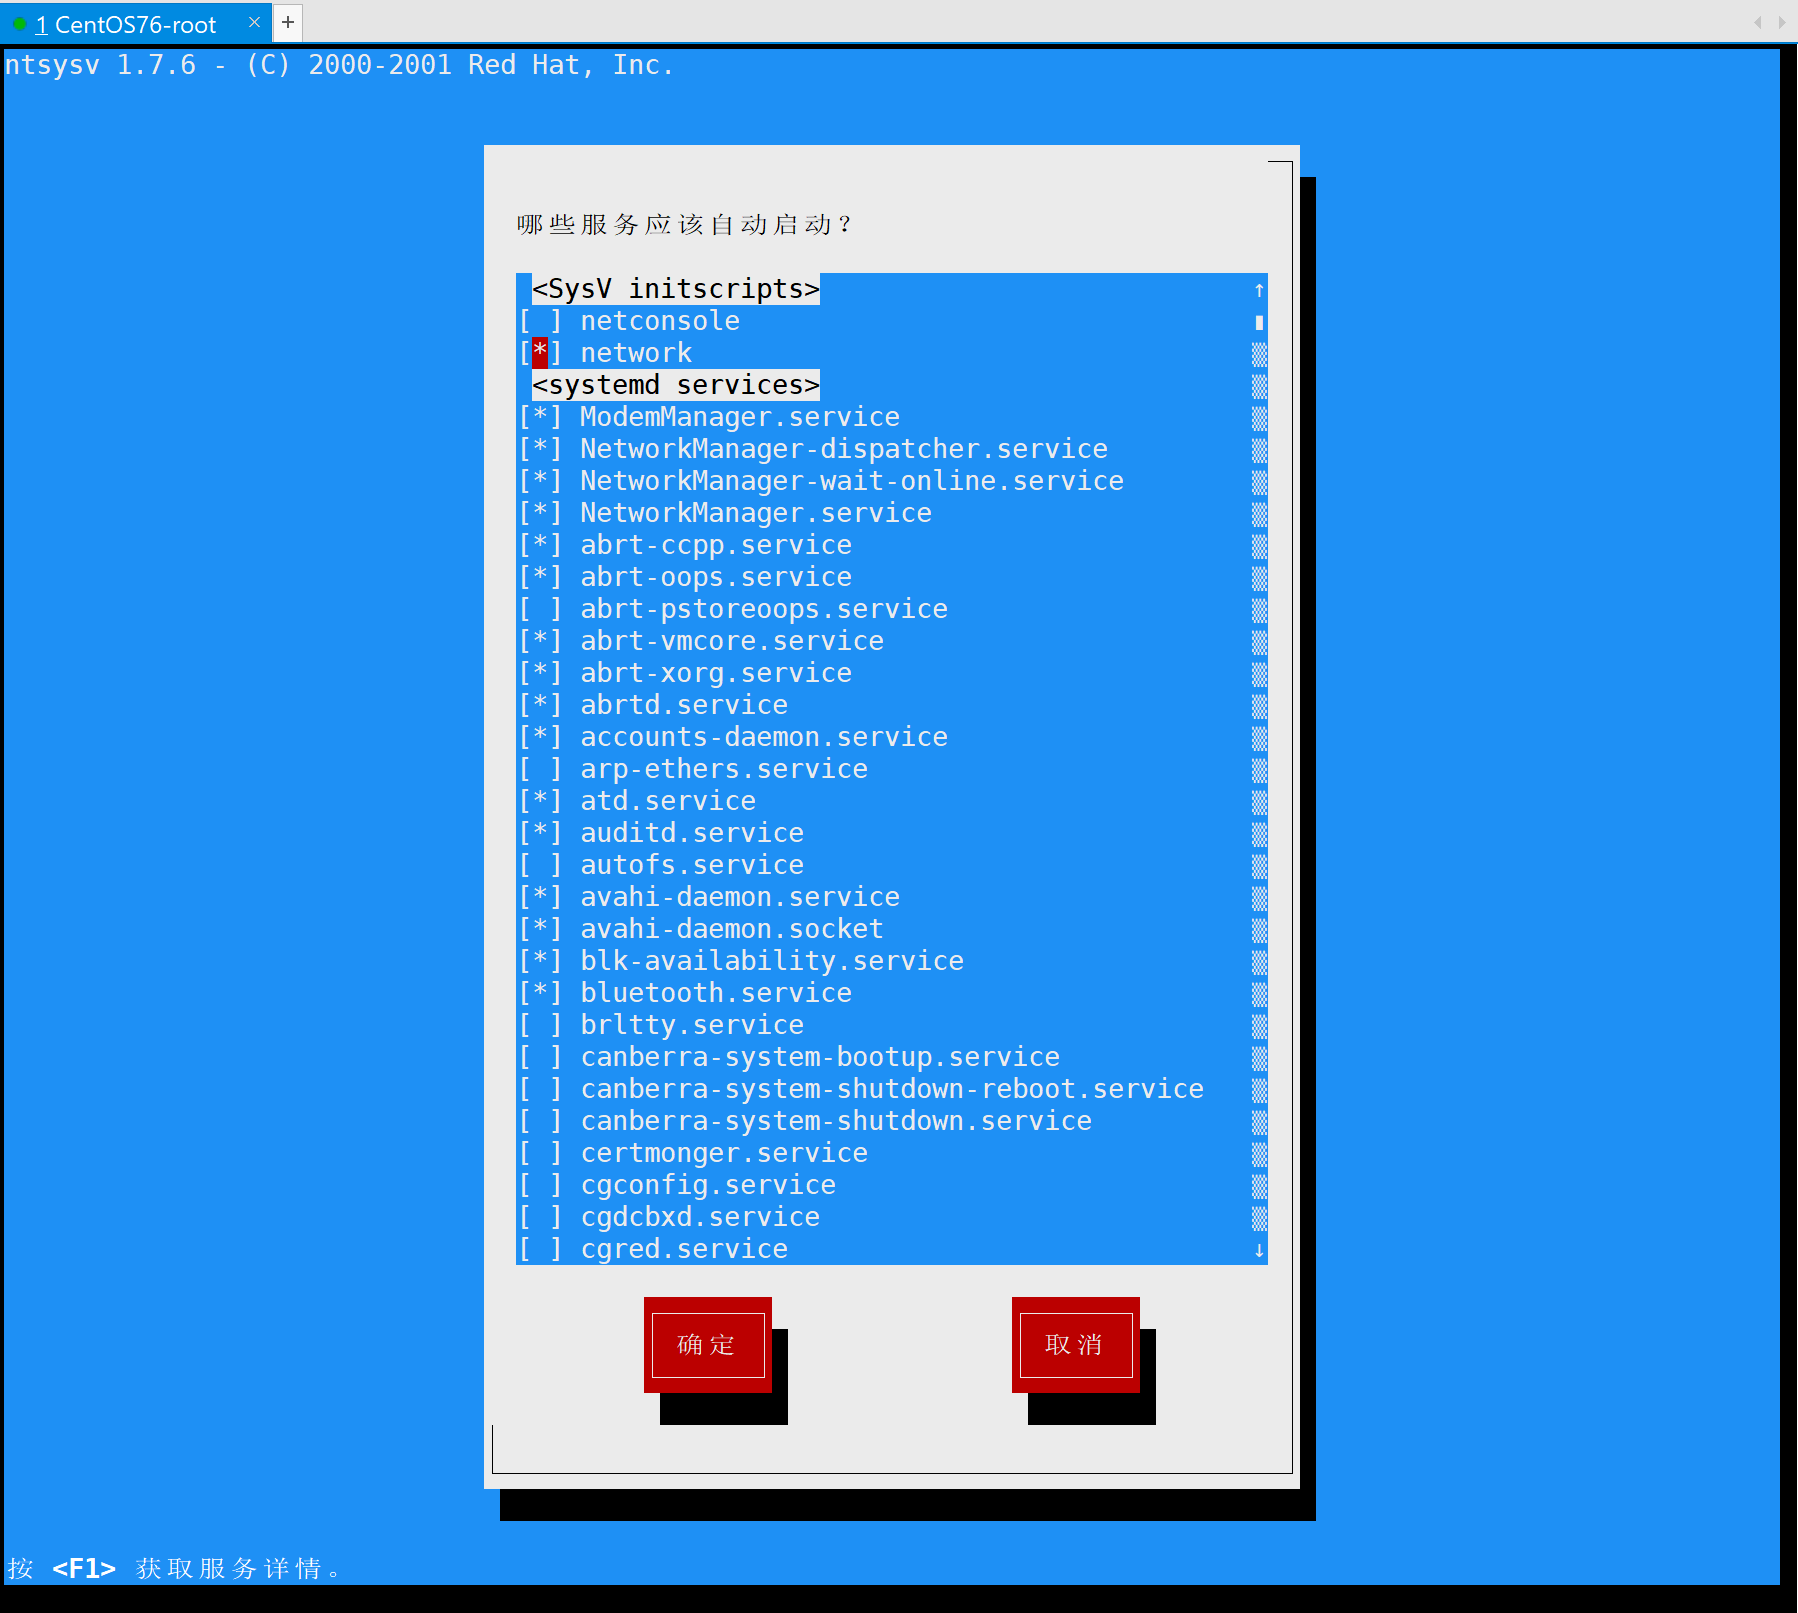 1 CentOS76-root × +
ntsysv 1.7.6 - (C) 2000-2001 Red Hat, Inc.
哪些服务应该自动启动？
<SysV initscripts> ↑
[ ] netconsole
[*] network
<systemd services>
[*] ModemManager.service
[*] NetworkManager-dispatcher.service
[*] NetworkManager-wait-online.service
[*] NetworkManager.service
[*] abrt-ccpp.service
[*] abrt-oops.service
[ ] abrt-pstoreoops.service
[*] abrt-vmcore.service
[*] abrt-xorg.service
[*] abrtd.service
[*] accounts-daemon.service
[ ] arp-ethers.service
[*] atd.service
[*] auditd.service
[ ] autofs.service
[*] avahi-daemon.service
[*] avahi-daemon.socket
[*] blk-availability.service
[*] bluetooth.service
[ ] brltty.service
[ ] canberra-system-bootup.service
[ ] canberra-system-shutdown-reboot.service
[ ] canberra-system-shutdown.service
[ ] certmonger.service
[ ] cgconfig.service
[ ] cgdcbxd.service
[ ] cgred.service ↓
确定 取消
按 <F1> 获取服务详情。